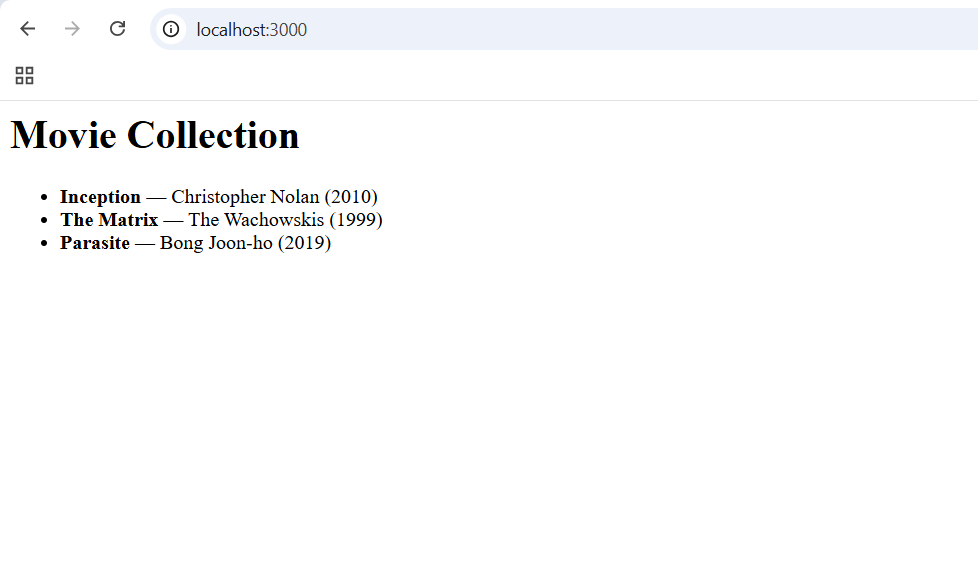 localhost:3000
Movie Collection
Inception — Christopher Nolan (2010)
The Matrix — The Wachowskis (1999)
Parasite — Bong Joon-ho (2019)